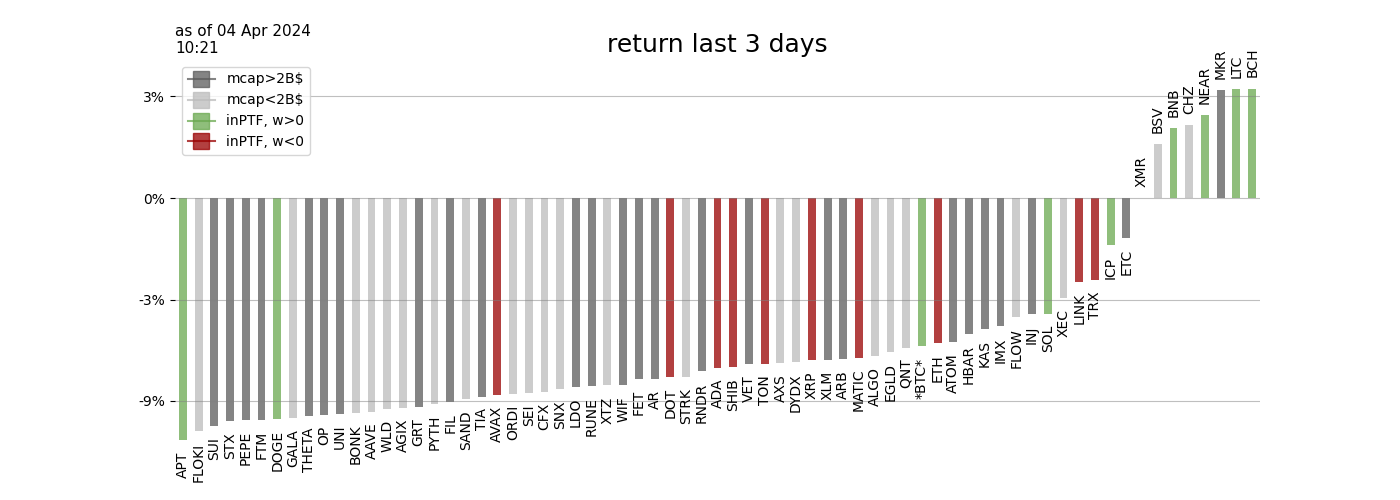 as of 04 Apr 2024
10:21
return last 3 days
mcap>2B$
mcap<2B$
inPTF, w>0
inPTF, w<0
3%
0%
-3%
-9%
APT
FLOKI
SUI
STX
PEPE
FTM
DOGE
GALA
THETA
OP
UNI
BONK
AAVE
WLD
AGIX
GRT
PYTH
FIL
SAND
TIA
AVAX
ORDI
SEI
CFX
SNX
LDO
RUNE
XTZ
WIF
FET
AR
DOT
STRK
RNDR
ADA
SHIB
VET
TON
AXS
DYDX
XRP
XLM
ARB
MATIC
ALGO
EGLD
QNT
*BTC*
ETH
ATOM
HBAR
KAS
IMX
FLOW
INJ
SOL
XEC
LINK
TRX
ICP
ETC
XMR
BSV
BNB
CHZ
NEAR
MKR
LTC
BCH